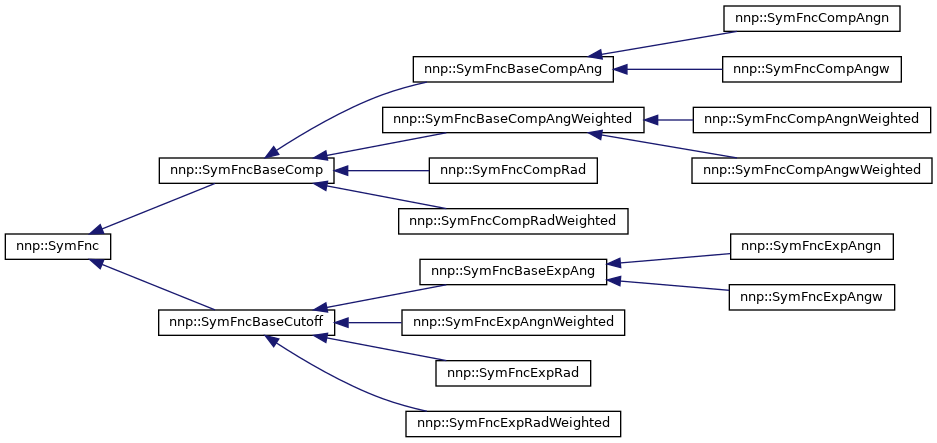 nnp::SymFncCompAngn
nnp::SymFncBaseCompAng
nnp::SymFncCompAngw
nnp::SymFncBaseCompAngWeighted
nnp::SymFncCompAngnWeighted
nnp::SymFncBaseComp
nnp::SymFncCompRad
nnp::SymFncCompAngwWeighted
nnp::SymFncCompRadWeighted
nnp::SymFnc
nnp::SymFncExpAngn
nnp::SymFncBaseExpAng
nnp::SymFncExpAngw
nnp::SymFncBaseCutoff
nnp::SymFncExpAngnWeighted
nnp::SymFncExpRad
nnp::SymFncExpRadWeighted